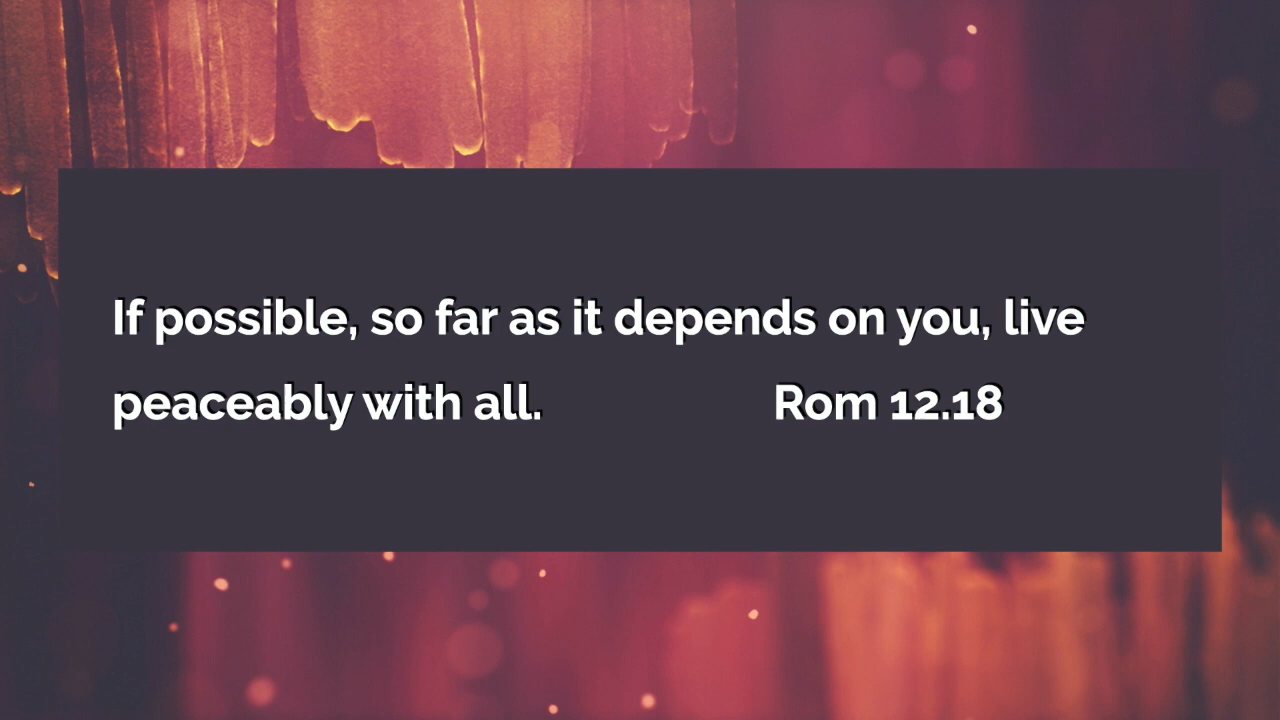 If possible, so far as it depends on you, live
peaceably with all. Rom 12.18